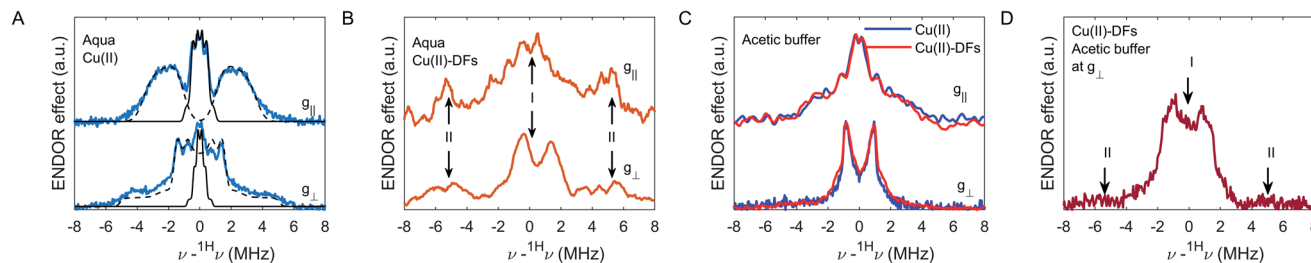 A
Aqua
Cu(II)
g||
g⊥
ENDOR effect (a.u.)
-8 -6 -4 -2 0 2 4 6 8
ν - ¹Hν (MHz)
B
Aqua
Cu(II)-DFs
g||
I
II
II
g⊥
ENDOR effect (a.u.)
-8 -6 -4 -2 0 2 4 6 8
ν - ¹Hν (MHz)
C
Acetic buffer
Cu(II)
Cu(II)-DFs
g||
g⊥
ENDOR effect (a.u.)
-8 -6 -4 -2 0 2 4 6 8
ν - ¹Hν (MHz)
D
Cu(II)-DFs
Acetic buffer
at g⊥
I
II
II
ENDOR effect (a.u.)
-8 -6 -4 -2 0 2 4 6 8
ν - ¹Hν (MHz)